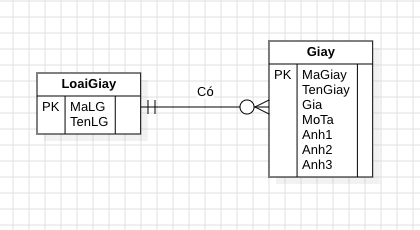 LoaiGiay
PK MaLG
TenLG
Có
Giay
PK MaGiay
TenGiay
Gia
MoTa
Anh1
Anh2
Anh3